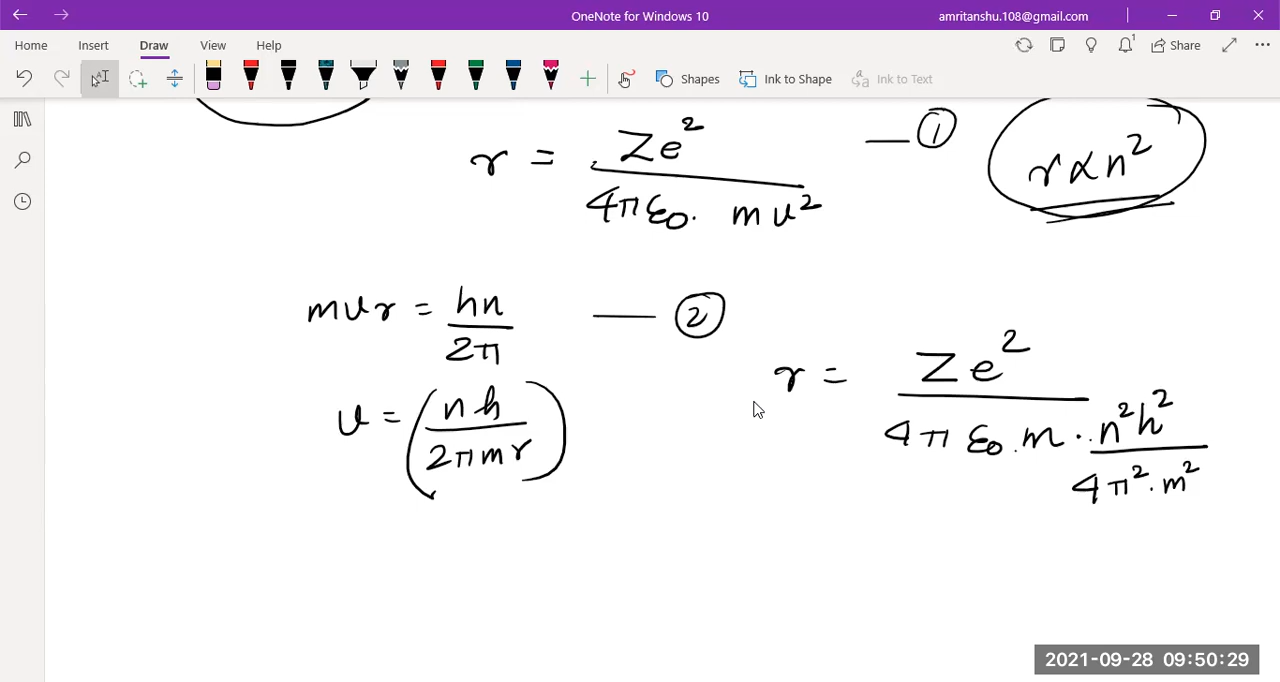 OneNote for Windows 10
amritanshu.108@gmail.com
Home Insert Draw View Help
Share
Shapes Ink to Shape Ink to Text
r = Ze² — ①
4πε₀. mv²
r ∝ n²
mvr = hn — ②
2π
v = (nh
2πmr)
r = Ze²
4πε₀.m. n²h²
4π².m²
2021-09-28 09:50:29